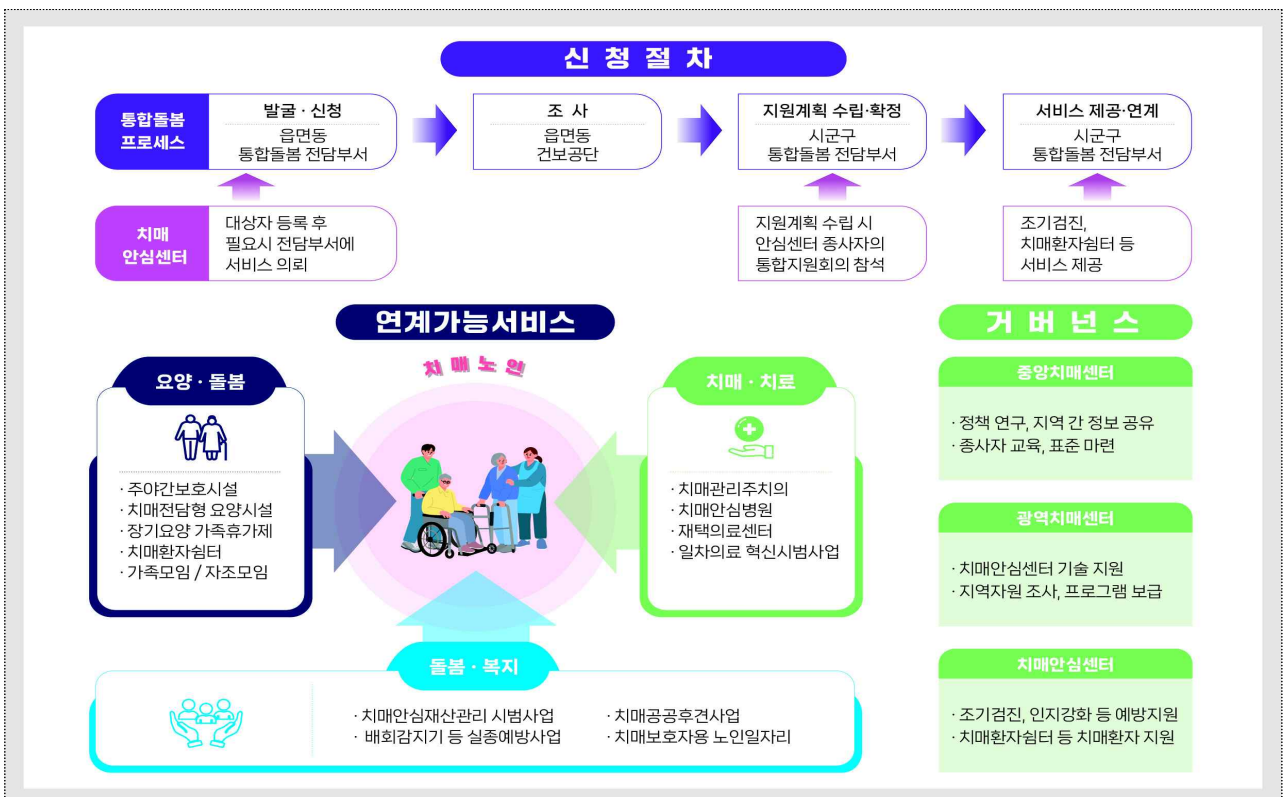 신청절차
통합돌봄
프로세스
발굴 · 신청
읍면동
통합돌봄 전담부서
조 사
읍면동
건보공단
지원계획 수립·확정
시군구
통합돌봄 전담부서
서비스 제공·연계
시군구
통합돌봄 전담부서
치매
안심센터
대상자 등록 후
필요시 전담부서에
서비스 의뢰
지원계획 수립 시
안심센터 종사자의
통합지원회의 참석
조기검진,
치매환자쉼터 등
서비스 제공
연계가능서비스
치매노인
요양 · 돌봄
· 주야간보호시설
· 치매전담형 요양시설
· 장기요양 가족휴가제
· 치매환자쉼터
· 가족모임 / 자조모임
치매 · 치료
· 치매관리주치의
· 치매안심병원
· 재택의료센터
· 일차의료 혁신시범사업
돌봄 · 복지
· 치매안심재산관리 시범사업
· 배회감지기 등 실종예방사업
· 치매공공후견사업
· 치매보호자용 노인일자리
거버넌스
중앙치매센터
· 정책 연구, 지역 간 정보 공유
· 종사자 교육, 표준 마련
광역치매센터
· 치매안심센터 기술 지원
· 지역자원 조사, 프로그램 보급
치매안심센터
· 조기검진, 인지강화 등 예방지원
· 치매환자쉼터 등 치매환자 지원